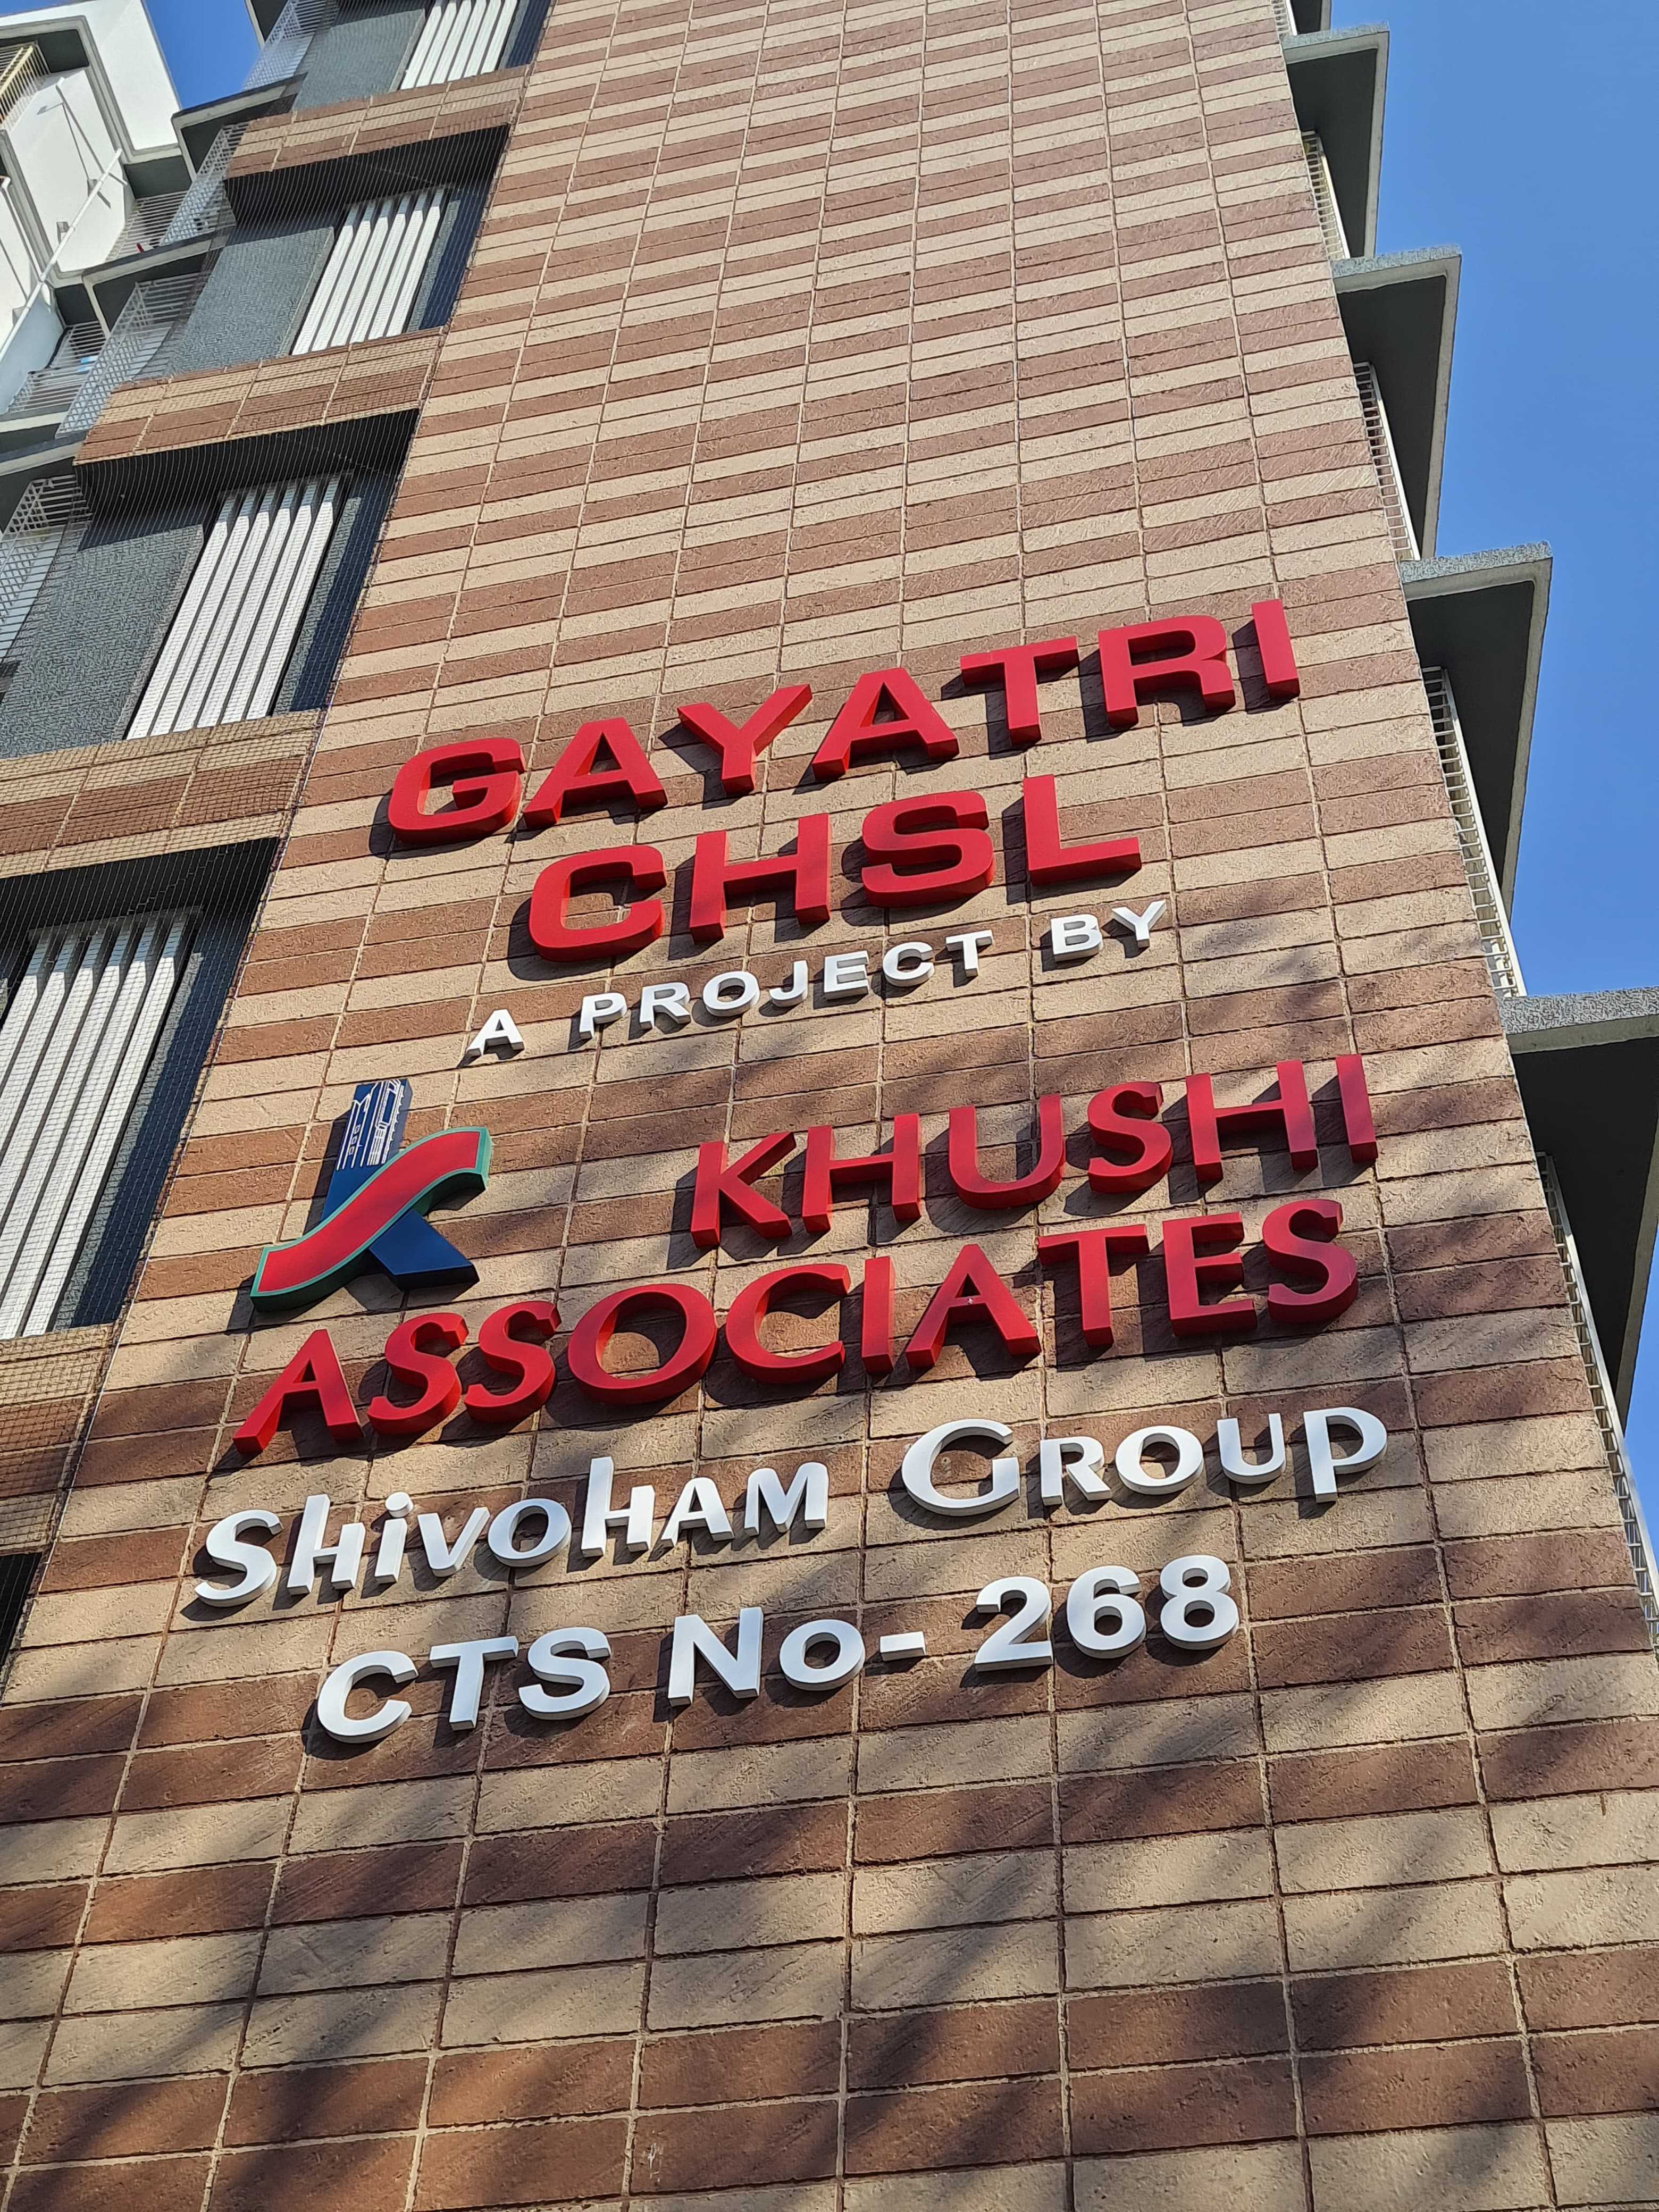 GAYATRI
CHSL
A PROJECT BY
KHUSHI
ASSOCIATES
Shivoham Group
CTS No- 268